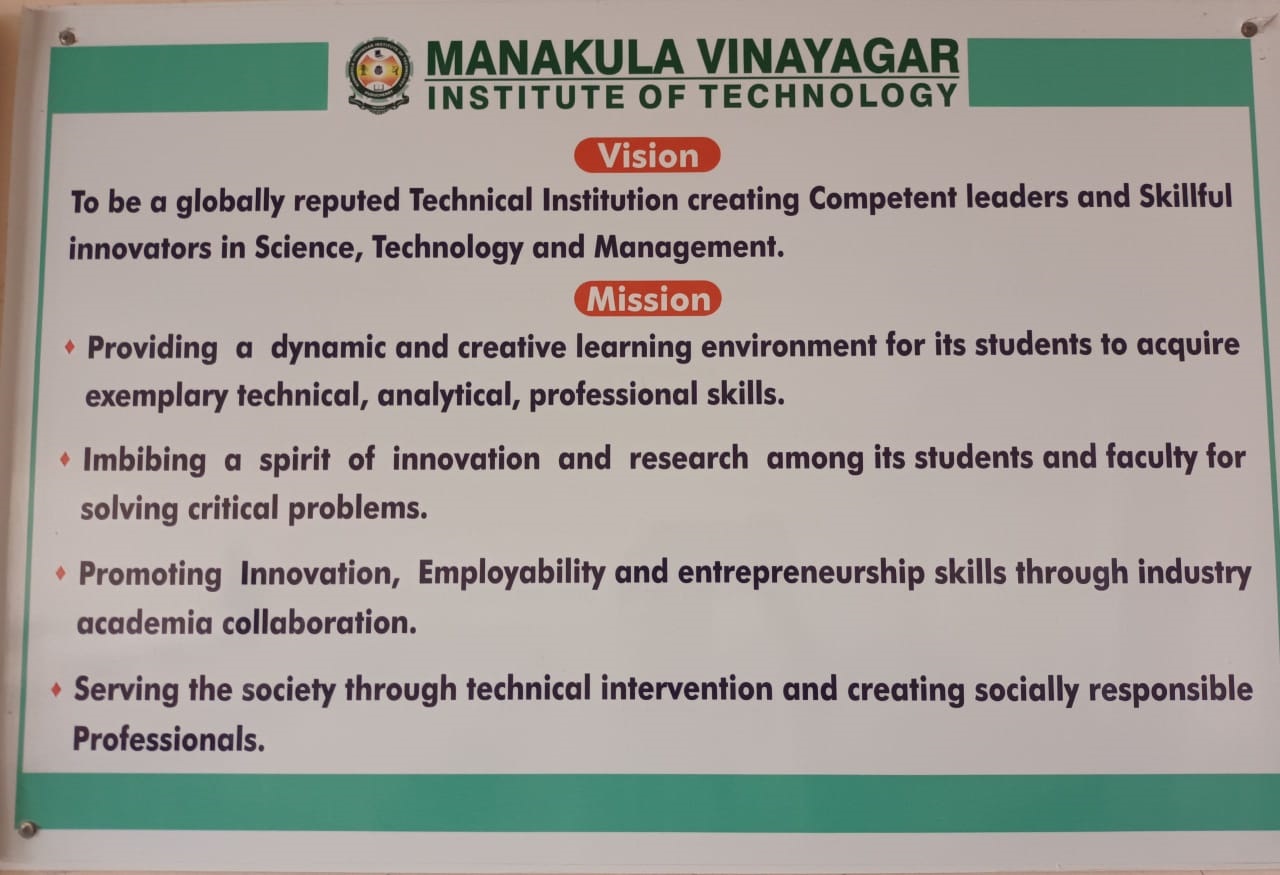 MANAKULA VINAYAGAR
INSTITUTE OF TECHNOLOGY
Vision
To be a globally reputed Technical Institution creating Competent leaders and Skillful
innovators in Science, Technology and Management.
Mission
Providing a dynamic and creative learning environment for its students to acquire
exemplary technical, analytical, professional skills.
Imbibing a spirit of innovation and research among its students and faculty for
solving critical problems.
Promoting Innovation, Employability and entrepreneurship skills through industry
academia collaboration.
Serving the society through technical intervention and creating socially responsible
Professionals.